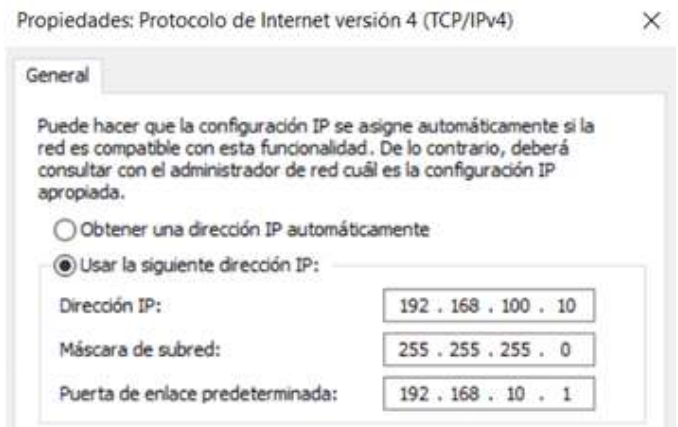 Propiedades: Protocolo de Internet versión 4 (TCP/IPv4)
General
Puede hacer que la configuración IP se asigne automáticamente si la
red es compatible con esta funcionalidad. De lo contrario, deberá
consultar con el administrador de red cuál es la configuración IP
apropiada.
Obtener una dirección IP automáticamente
Usar la siguiente dirección IP:
Dirección IP: 192 . 168 . 100 . 10
Máscara de subred: 255 . 255 . 255 . 0
Puerta de enlace predeterminada: 192 . 168 . 10 . 1